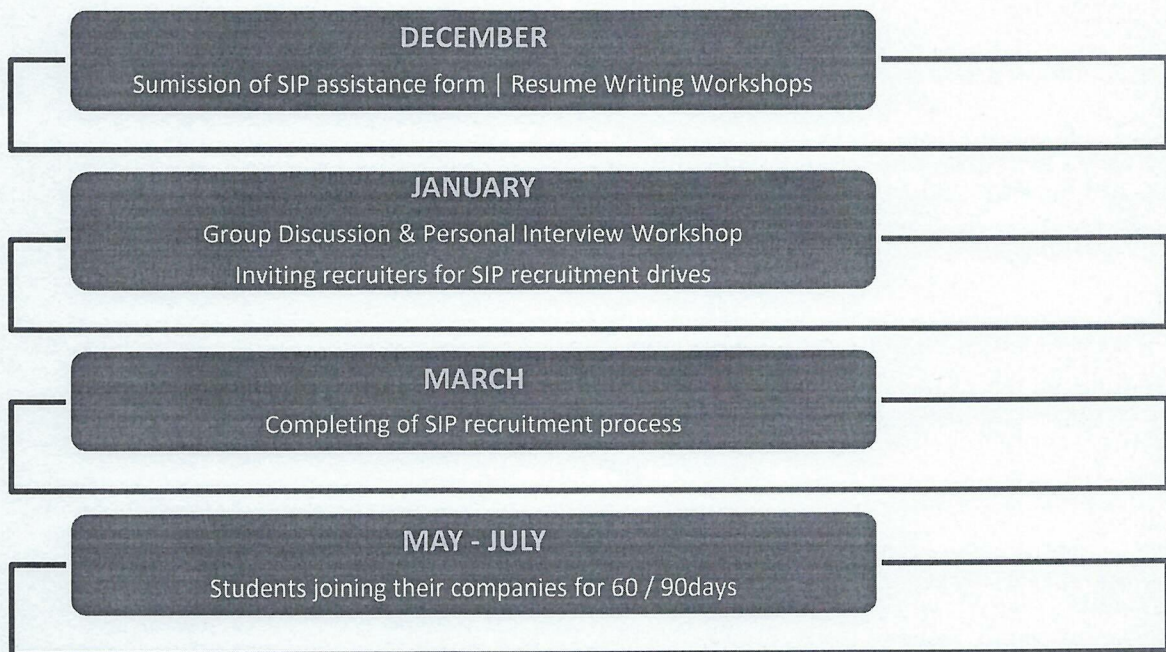 DECEMBER
Sumission of SIP assistance form | Resume Writing Workshops
JANUARY
Group Discussion & Personal Interview Workshop
Inviting recruiters for SIP recruitment drives
MARCH
Completing of SIP recruitment process
MAY - JULY
Students joining their companies for 60 / 90days